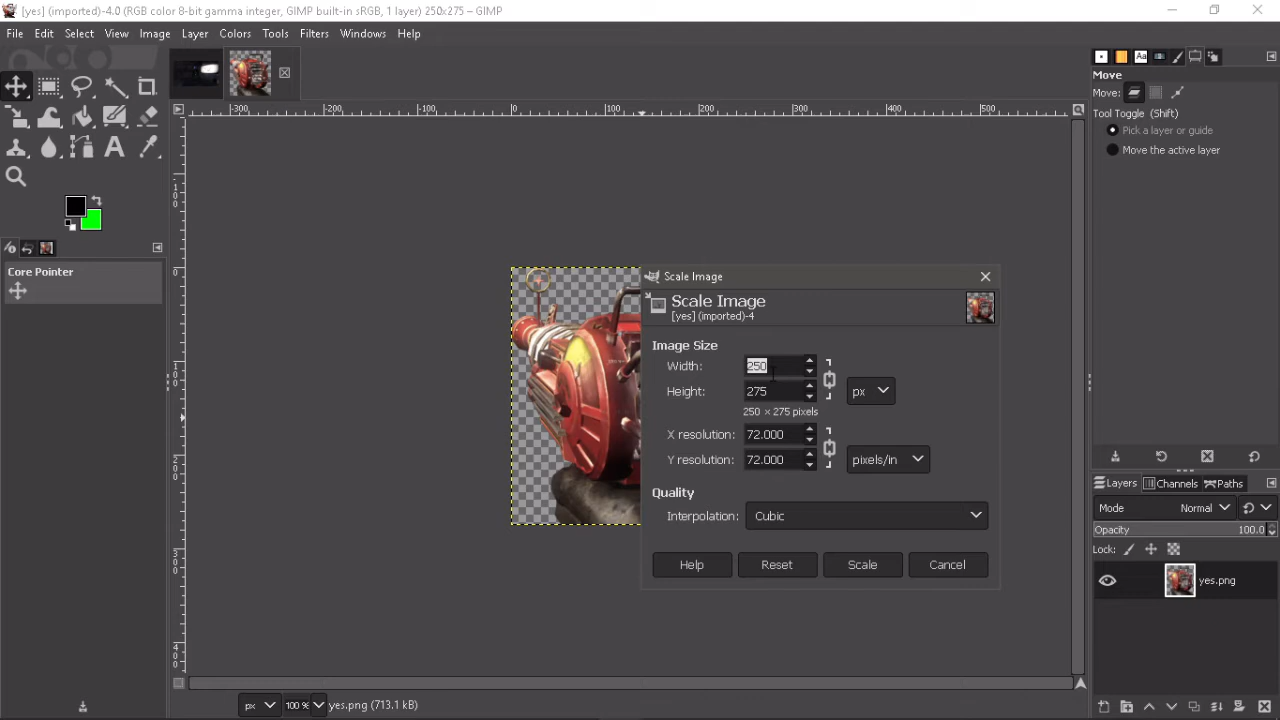 [yes] (imported)-4.0 (RGB color 8-bit gamma integer, GIMP built-in sRGB, 1 layer) 250x275 – GIMP
File Edit Select View Image Layer Colors Tools Filters Windows Help
-300 -200 -100 0 100 200 300 400 500
Move
Move:
Tool Toggle (Shift)
Pick a layer or guide
Move the active layer
Core Pointer
Scale Image
Scale Image
[yes] (imported)-4
Image Size
Width: 250
Height: 275 px
250 × 275 pixels
X resolution: 72.000
Y resolution: 72.000 pixels/in
Quality
Interpolation: Cubic
Help Reset Scale Cancel
Layers Channels Paths
Mode Normal
Opacity 100.0
Lock:
yes.png
px 100 % yes.png (713.1 kB)